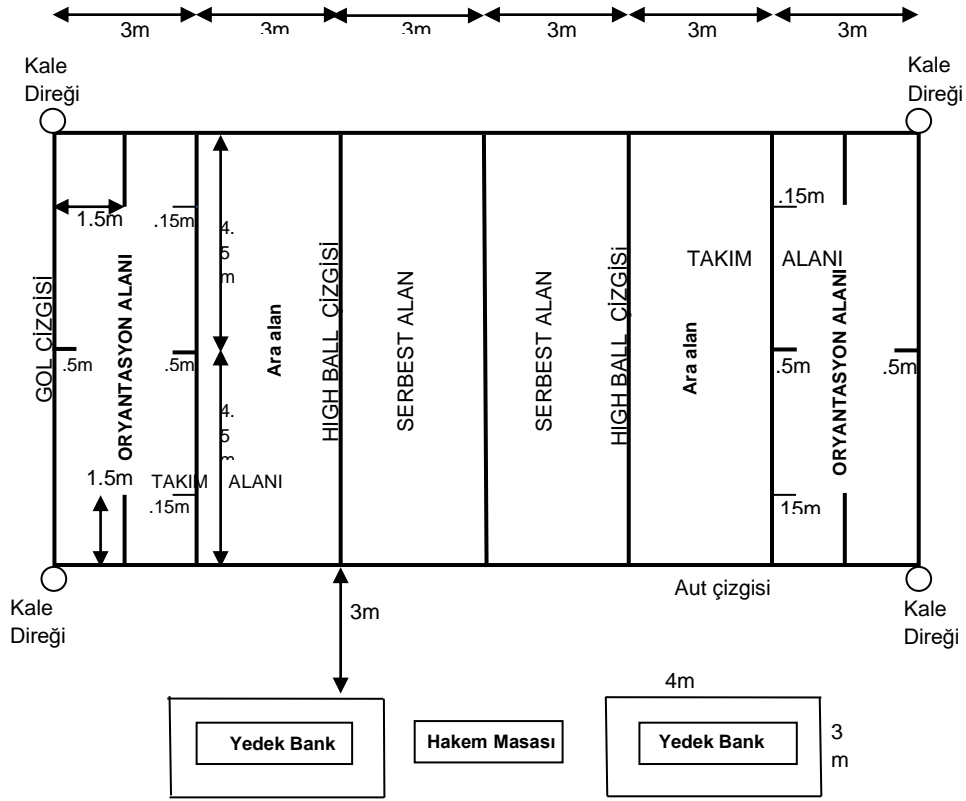 3m 3m 3m 3m 3m 3m
Kale
Direği
Kale
Direği
1.5m
.15m
4.
5
m
.15m
TAKIM ALANI
GOL ÇİZGİSİ
ORYANTASYON ALANI
Ara alan
HIGH BALL ÇİZGİSİ
SERBEST ALAN
SERBEST ALAN
HIGH BALL ÇİZGİSİ
Ara alan
ORYANTASYON ALANI
.5m
.5m
.5m
.5m
4.
5
m
1.5m
TAKIM ALANI
.15m
15m
Kale
Direği
3m
Aut çizgisi
Kale
Direği
4m
Yedek Bank
Hakem Masası
Yedek Bank
3
m